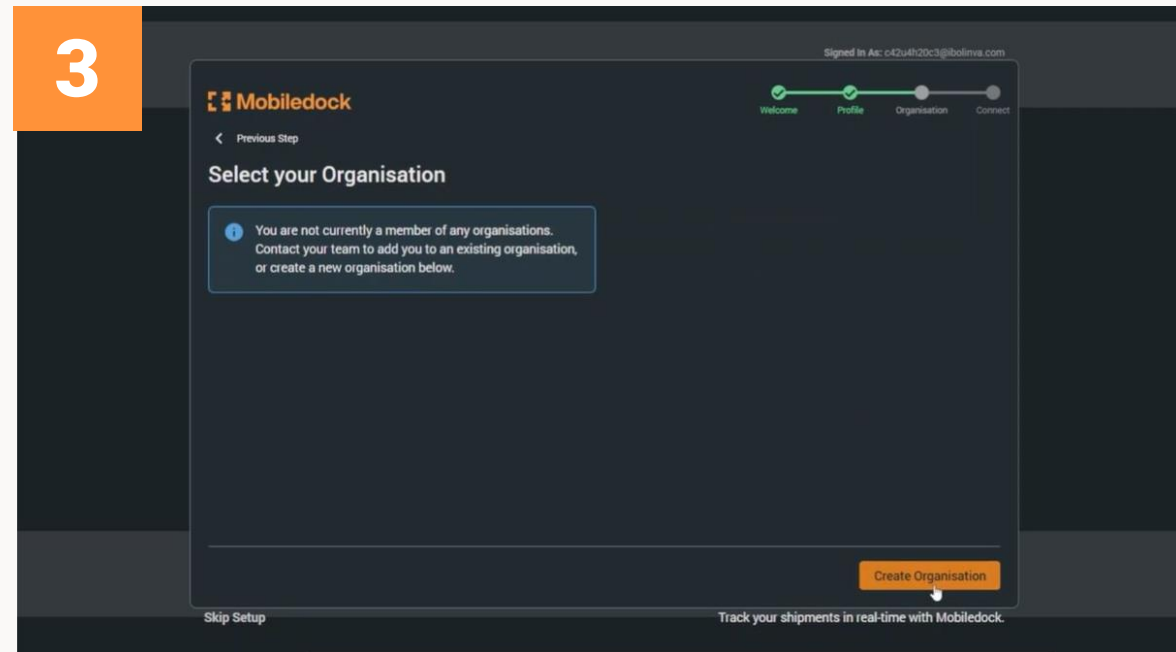 3
Signed In As: c42u4h20c3@ibolinva.com
Mobiledock
Welcome Profile Organisation Connect
Previous Step
Select your Organisation
You are not currently a member of any organisations.
Contact your team to add you to an existing organisation,
or create a new organisation below.
Create Organisation
Skip Setup
Track your shipments in real-time with Mobiledock.